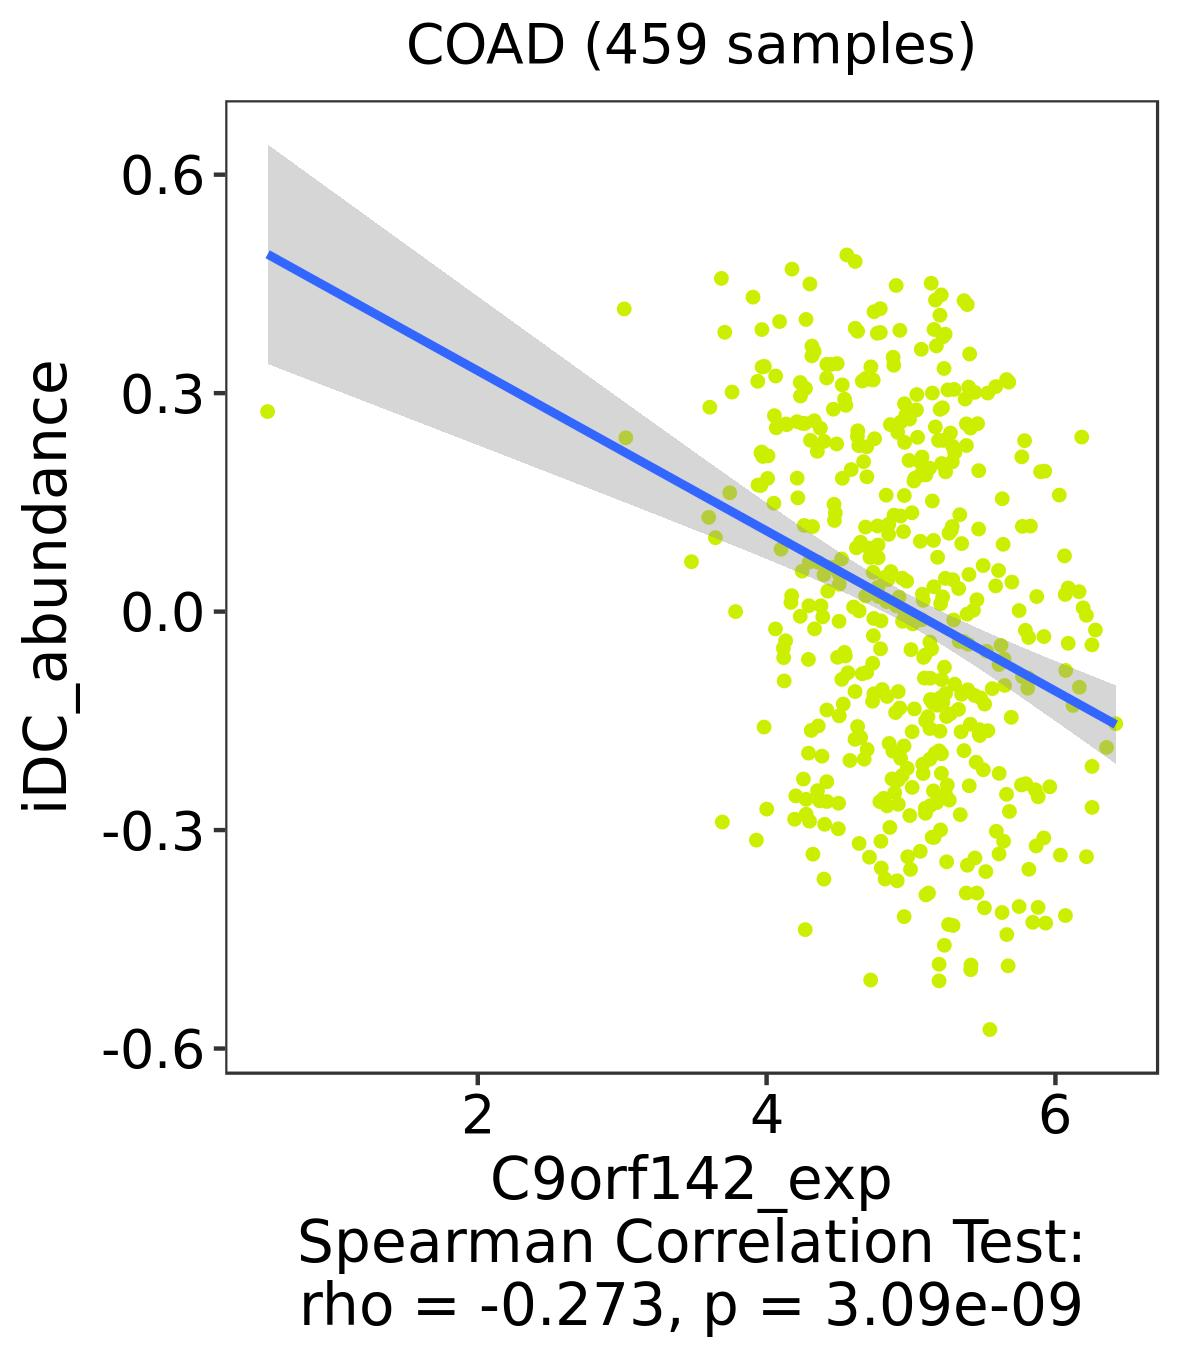 COAD (459 samples)
iDC_abundance
0.6
0.3
0.0
-0.3
-0.6
2 4 6
C9orf142_exp
Spearman Correlation Test:
rho = -0.273, p = 3.09e-09